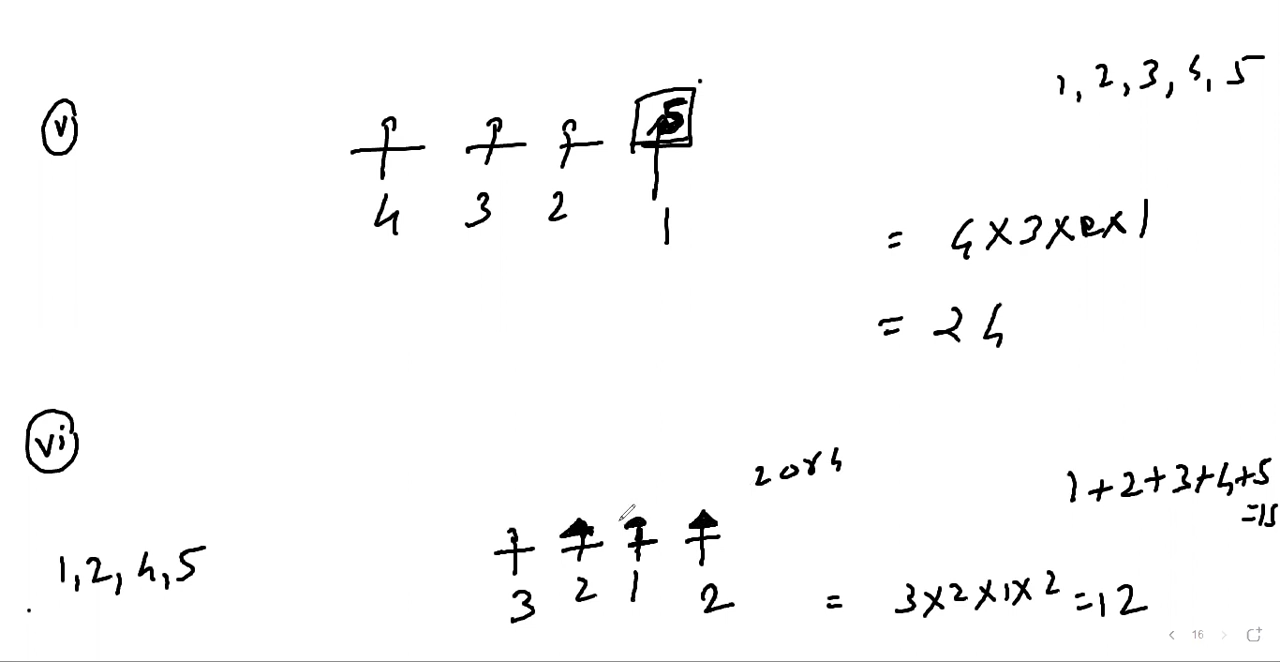 1, 2, 3, 4, 5
v
5
4 3 2 1
= 4 x 3 x 2 x 1
= 24
vi
2 or 4
1 + 2 + 3 + 4 + 5
= 15
1, 2, 4, 5
3 2 1 2
= 3 x 2 x 1 x 2 = 12
< 16 >